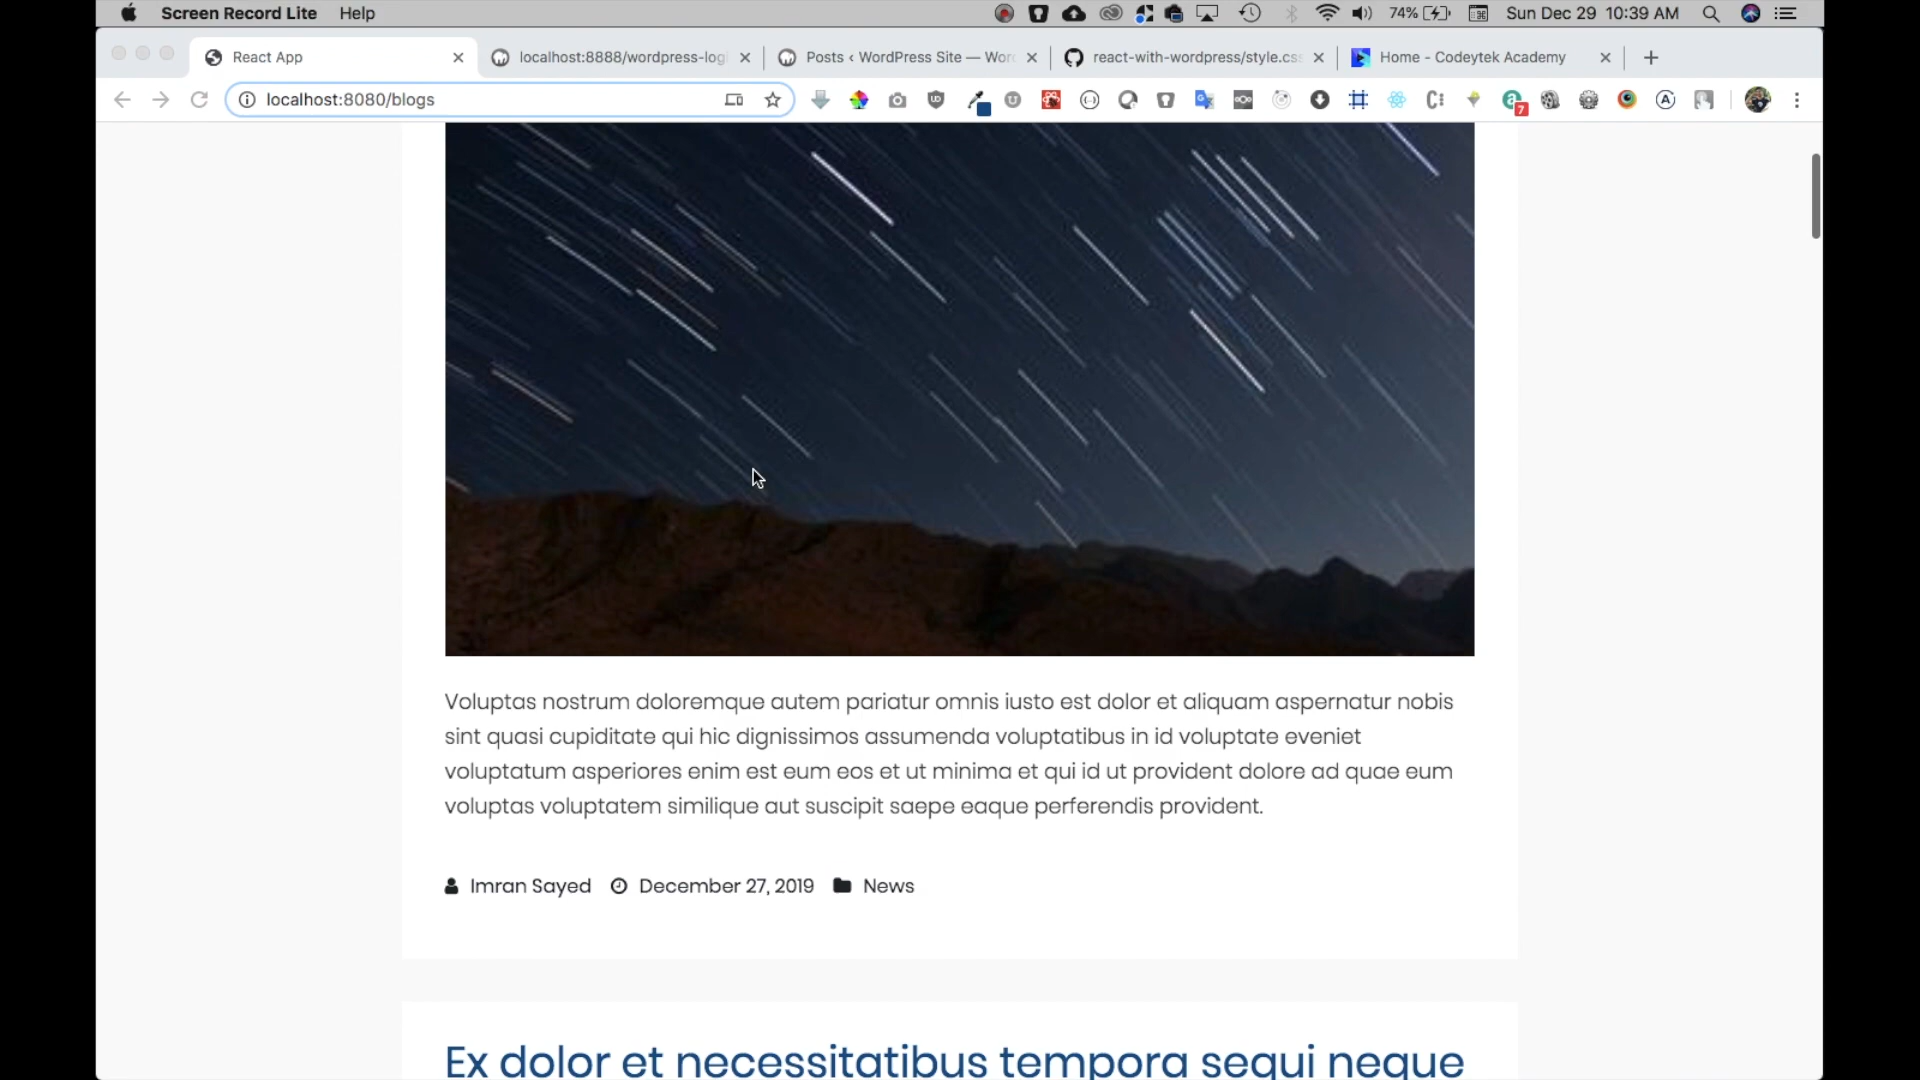 Screen Record Lite Help 74% Sun Dec 29 10:39 AM
React App localhost:8888/wordpress-log Posts ‹ WordPress Site — Wor react-with-wordpress/style.cs Home - Codeytek Academy
localhost:8080/blogs 7
Voluptas nostrum doloremque autem pariatur omnis iusto est dolor et aliquam aspernatur nobis
sint quasi cupiditate qui hic dignissimos assumenda voluptatibus in id voluptate eveniet
voluptatum asperiores enim est eum eos et ut minima et qui id ut provident dolore ad quae eum
voluptas voluptatem similique aut suscipit saepe eaque perferendis provident.
Imran Sayed December 27, 2019 News
Ex dolor et necessitatibus tempora sequi neque